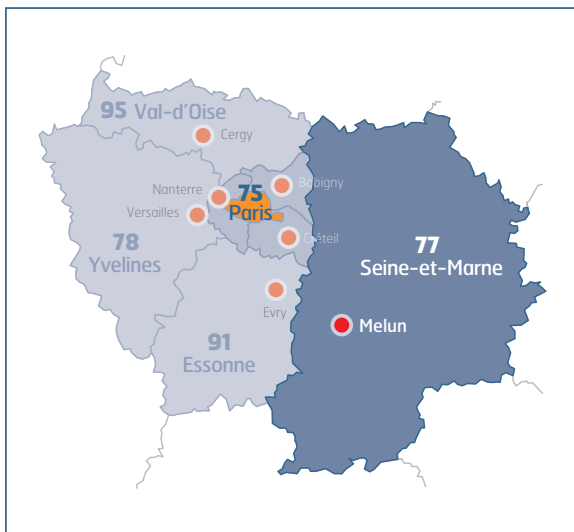 95 Val-d'Oise
Cergy
Nanterre
Bobigny
75
Paris
Versailles
Créteil
78
Yvelines
77
Seine-et-Marne
Evry
Melun
91
Essonne